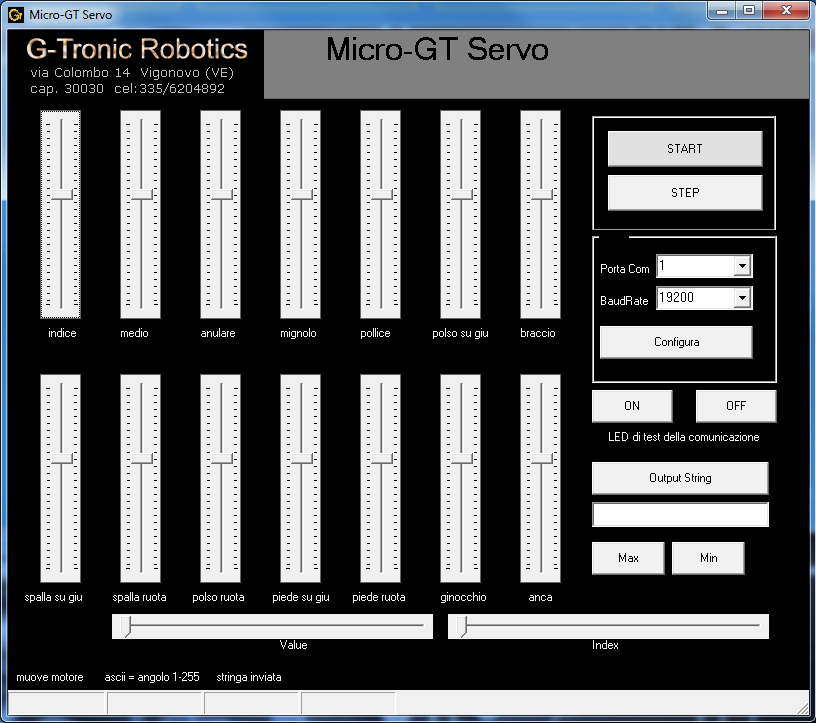 Micro-GT Servo
G-Tronic Robotics
via Colombo 14 Vigonovo (VE)
cap. 30030 cel:335/6204892
Micro-GT Servo
indice
medio
anulare
mignolo
pollice
polso su giu
braccio
START
STEP
Porta Com
1
BaudRate
19200
Configura
ON
OFF
LED di test della comunicazione
Output String
Max
Min
spalla su giu
spalla ruota
polso ruota
piede su giu
piede ruota
ginocchio
anca
Value
Index
muove motore
ascii = angolo 1-255
stringa inviata